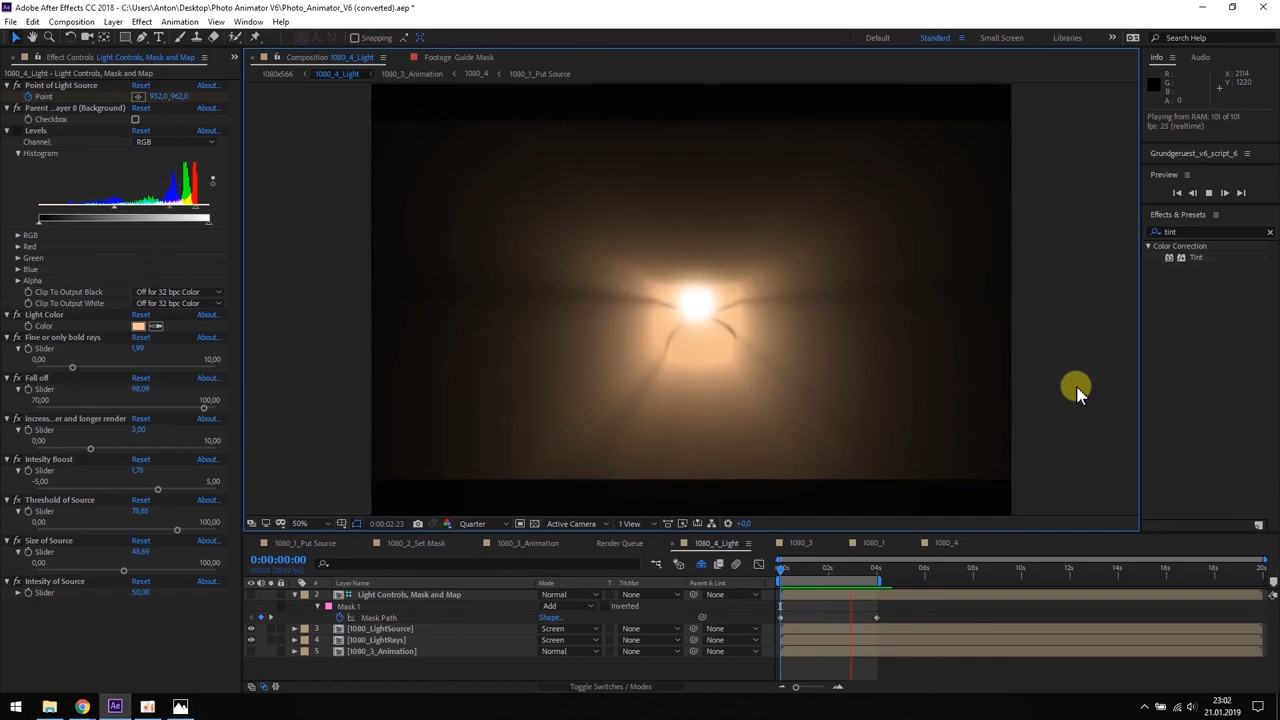 Adobe After Effects CC 2018 - C:\Users\Anton\Desktop\Photo Animator V6\Photo_Animator_V6 (converted).aep *
File Edit Composition Layer Effect Animation View Window Help
Snapping Default Standard Small Screen Libraries Search Help
Effect Controls Light Controls, Mask and Map
1080_4_Light • Light Controls, Mask and Map
Point of Light Source Reset About...
Point 932,0,962,0
Parent ...ayer 8 (Background) Reset About...
Checkbox
Levels Reset About...
Channel: RGB
Histogram
RGB
Red
Green
Blue
Alpha
Clip To Output Black Off for 32 bpc Color
Clip To Output White Off for 32 bpc Color
Light Color Reset About...
Color
Fine or only bold rays Reset About...
Slider 1,99
0,00 10,00
Fall off Reset About...
Slider 98,09
70,00 100,00
increas...er and longer render Reset About...
Slider 3,00
0,00 10,00
Intesity Boost Reset About...
Slider 1,78
-5,00 5,00
Threshold of Source Reset About...
Slider 78,65
0,00 100,00
Size of Source Reset About...
Slider 48,69
0,00 100,00
Intesity of Source Reset About...
Slider 50,00
Composition 1080_4_Light Footage Guide Mask
1080x566 1080_4_Light 1080_3_Animation 1080_4 1080_1_Put Source
50% 0:00:02:23 Quarter Active Camera 1 View +0,0
Info Audio
R: X: 2114
G: Y: 1220
B:
A: 0
Playing from RAM: 101 of 101
fps: 25 (realtime)
Grundgeruest_v6_script_6
Preview
Effects & Presets
tint
Color Correction
Tint
1080_1_Put Source 1080_2_Set Mask 1080_3_Animation Render Queue 1080_4_Light 1080_3 1080_1 1080_4
0:00:00:00
02s 04s 06s 08s 10s 12s 14s 16s 18s 20s
# Layer Name Mode T TrkMat Parent & Link
2 Light Controls, Mask and Map Normal None
Mask 1 Add Inverted
Mask Path Shape...
3 [1080_LightSource] Screen None None
4 [1080_LightRays] Screen None None
5 [1080_3_Animation] Normal None None
Toggle Switches / Modes
23:02
21.01.2019